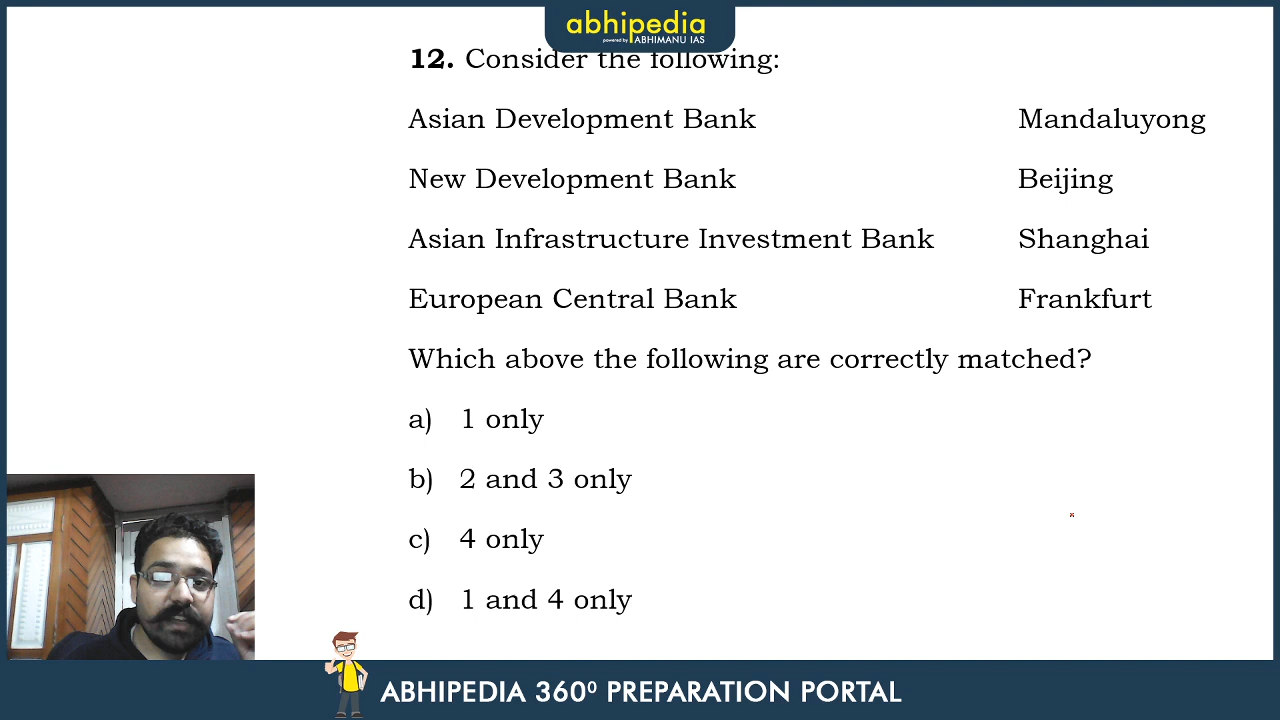 abhipedia
powered by ABHIMANU IAS
12. Consider the following:
Asian Development Bank Mandaluyong
New Development Bank Beijing
Asian Infrastructure Investment Bank Shanghai
European Central Bank Frankfurt
Which above the following are correctly matched?
a) 1 only
b) 2 and 3 only
c) 4 only
d) 1 and 4 only
ABHIPEDIA 360⁰ PREPARATION PORTAL